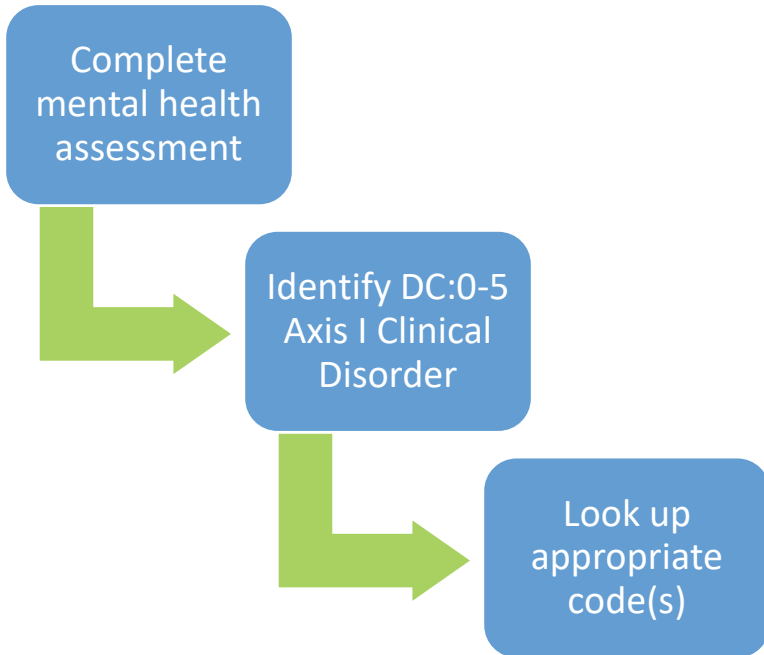 Complete
mental health
assessment
Identify DC:0-5
Axis I Clinical
Disorder
Look up
appropriate
code(s)